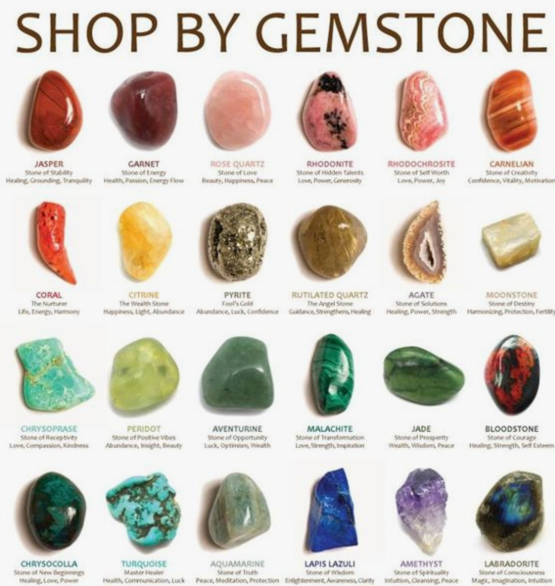 SHOP BY GEMSTONE
JASPER
Stone of Stability
Healing, Grounding, Tranquility
GARNET
Stone of Energy
Health, Passion, Energy Flow
ROSE QUARTZ
Stone of Love
Beauty, Happiness, Peace
RHODONITE
Stone of Hidden Talents
Love, Power, Generosity
RHODOCHROSITE
Stone of Self Worth
Love, Power, Joy
CARNELIAN
Stone of Creativity
Confidence, Vitality, Motivation
CORAL
The Nurturer
Life, Energy, Harmony
CITRINE
The Wealth Stone
Happiness, Light, Abundance
PYRITE
Fool's Gold
Abundance, Luck, Confidence
RUTILATED QUARTZ
The Angel Stone
Guidance, Strengthens, Healing
AGATE
Stone of Solutions
Healing, Power, Strength
MOONSTONE
Stone of Destiny
Harmonizing, Protection, Fertility
CHRYSOPRASE
Stone of Receptivity
Love, Compassion, Kindness
PERIDOT
Stone of Positive Vibes
Abundance, Insight, Beauty
AVENTURINE
Stone of Opportunity
Luck, Optimism, Wealth
MALACHITE
Stone of Transformation
Love, Strength, Inspiration
JADE
Stone of Prosperity
Wealth, Wisdom, Peace
BLOODSTONE
Stone of Courage
Healing, Strength, Self Esteem
CHRYSOCOLLA
Stone of New Beginnings
Healing, Love, Power
TURQUOISE
Master Healer
Health, Communication, Luck
AQUAMARINE
Stone of Truth
Peace, Meditation, Protection
LAPIS LAZULI
Stone of Wisdom
Enlightenment, Awareness, Clarity
AMETHYST
Stone of Spirituality
Intuition, Cleansing, Peace
LABRADORITE
Stone of Consciousness
Magic, Imagination, Intuition